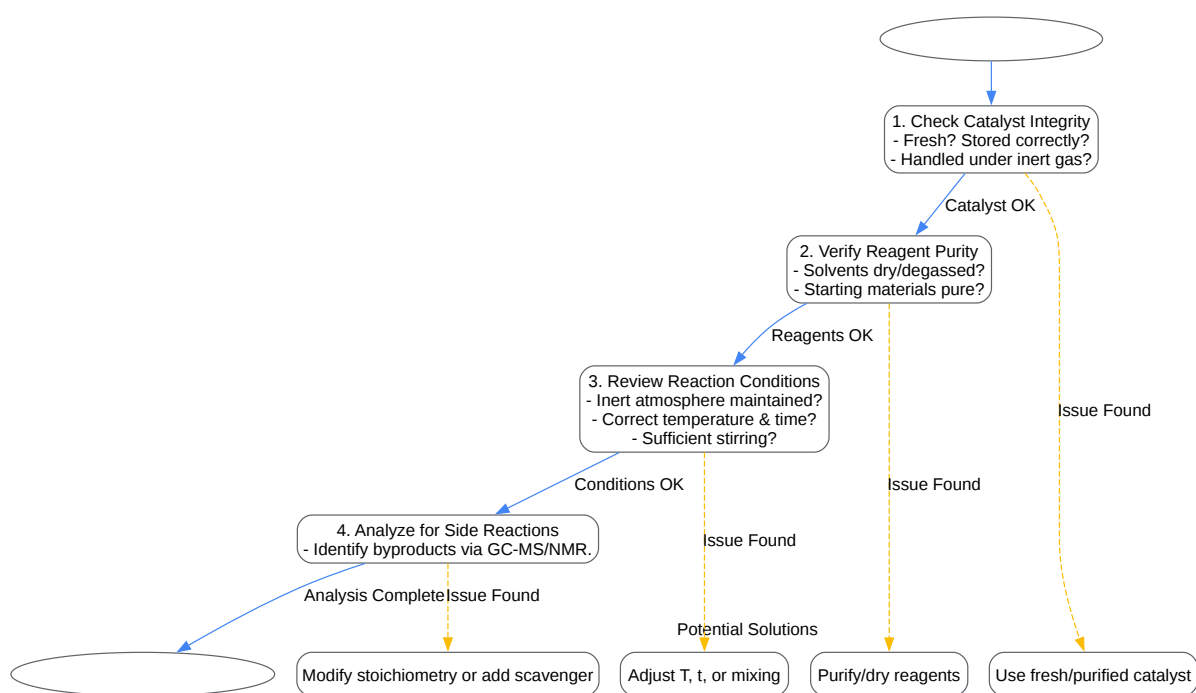 1. Check Catalyst Integrity
- Fresh? Stored correctly?
- Handled under inert gas?
Catalyst OK
2. Verify Reagent Purity
- Solvents dry/degassed?
- Starting materials pure?
Reagents OK
3. Review Reaction Conditions
- Inert atmosphere maintained?
- Correct temperature & time?
- Sufficient stirring?
Issue Found
Conditions OK
Issue Found
4. Analyze for Side Reactions
- Identify byproducts via GC-MS/NMR.
Issue Found
Analysis Complete
Issue Found
Potential Solutions
Modify stoichiometry or add scavenger
Adjust T, t, or mixing
Purify/dry reagents
Use fresh/purified catalyst